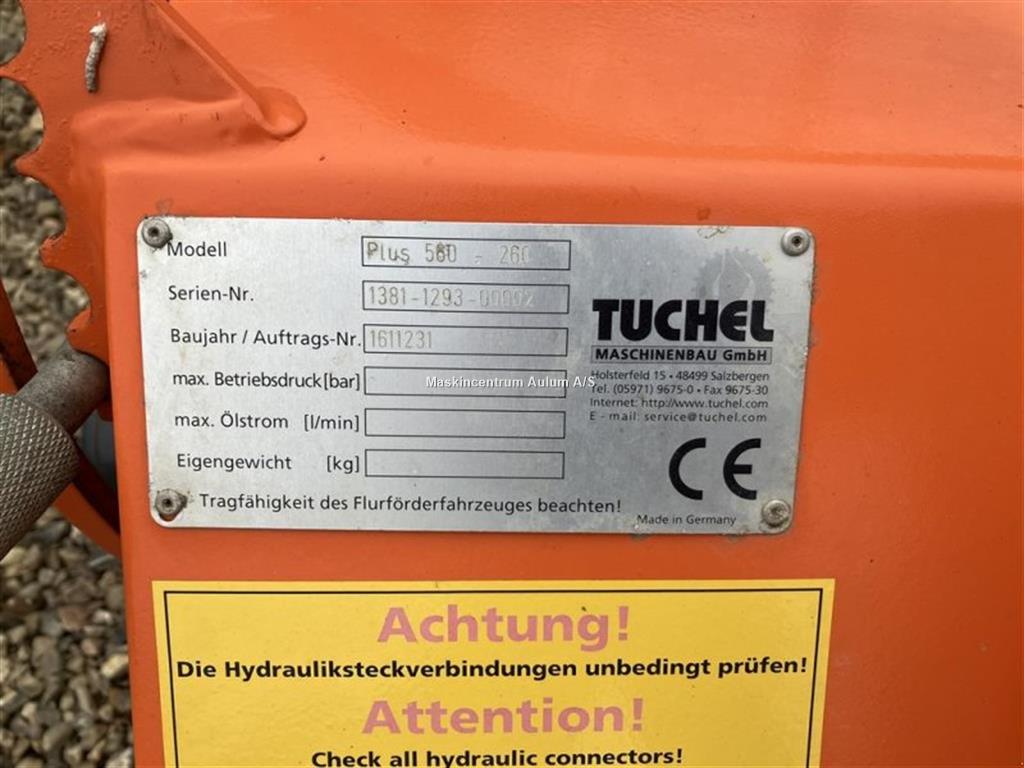 Modell Plus 560 - 260
Serien-Nr. 1381-1293-00002
Baujahr / Auftrags-Nr. 1611231
max. Betriebsdruck [bar]
Maskincentrum Aulum A/S
max. Ölstrom [l/min]
Eigengewicht [kg]
Tragfähigkeit des Flurförderfahrzeuges beachten!
TUCHEL
MASCHINENBAU GmbH
Holsterfeld 15 • 48499 Salzbergen
Tel. (05971) 9675-0 • Fax 9675-30
Internet: http://www.tuchel.com
E - mail: service@tuchel.com
CE
Made in Germany
Achtung!
Die Hydrauliksteckverbindungen unbedingt prüfen!
Attention!
Check all hydraulic connectors!